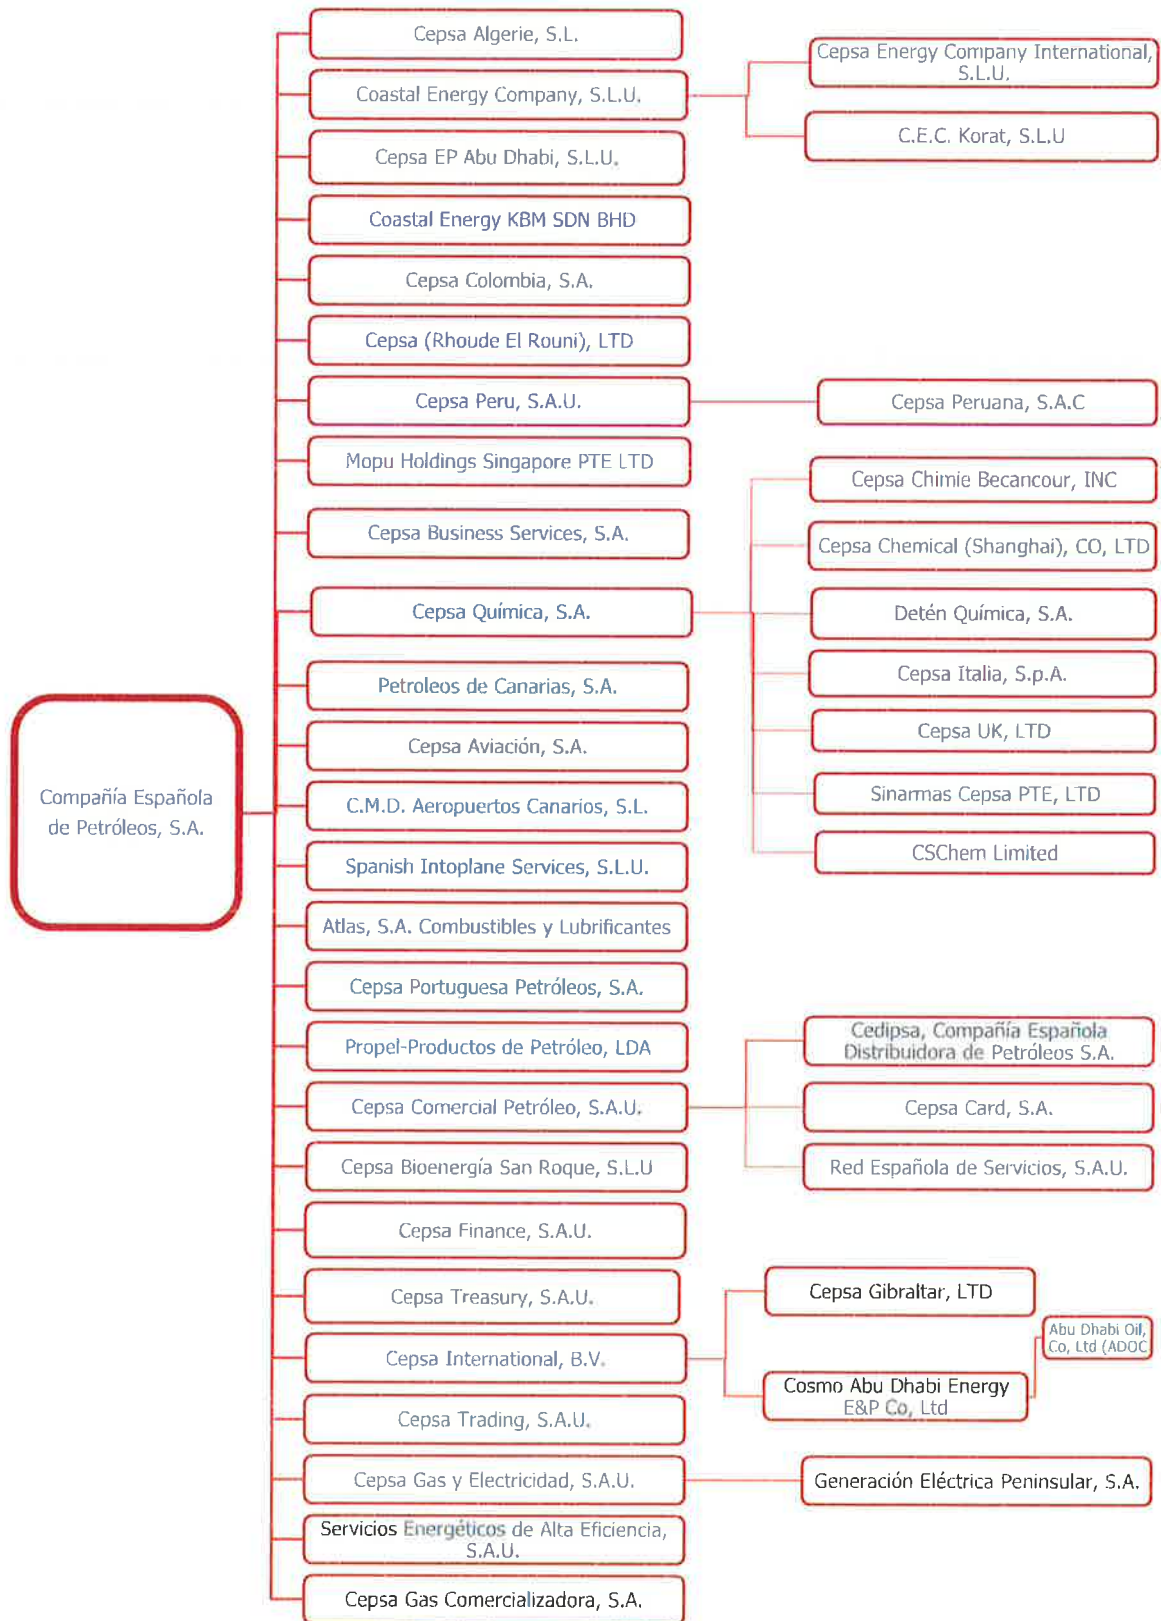 Cepsa Algerie, S.L.
Coastal Energy Company, S.L.U.
Cepsa Energy Company International,
S.L.U.
C.E.C. Korat, S.L.U
Cepsa EP Abu Dhabi, S.L.U.
Coastal Energy KBM SDN BHD
Cepsa Colombia, S.A.
Cepsa (Rhoude El Rouni), LTD
Cepsa Peru, S.A.U.
Cepsa Peruana, S.A.C
Mopu Holdings Singapore PTE LTD
Cepsa Business Services, S.A.
Cepsa Química, S.A.
Cepsa Chimie Becancour, INC
Cepsa Chemical (Shanghai), CO, LTD
Detén Química, S.A.
Cepsa Italia, S.p.A.
Cepsa UK, LTD
Sinarmas Cepsa PTE, LTD
CSChem Limited
Petroleos de Canarias, S.A.
Cepsa Aviación, S.A.
Compañía Española
de Petróleos, S.A.
C.M.D. Aeropuertos Canarios, S.L.
Spanish Intoplane Services, S.L.U.
Atlas, S.A. Combustibles y Lubrificantes
Cepsa Portuguesa Petróleos, S.A.
Propel-Productos de Petróleo, LDA
Cepsa Comercial Petróleo, S.A.U.
Cedipsa, Compañía Española
Distribuidora de Petróleos S.A.
Cepsa Card, S.A.
Red Española de Servicios, S.A.U.
Cepsa Bioenergía San Roque, S.L.U
Cepsa Finance, S.A.U.
Cepsa Treasury, S.A.U.
Cepsa International, B.V.
Cepsa Gibraltar, LTD
Cosmo Abu Dhabi Energy
E&P Co, Ltd
Abu Dhabi Oil,
Co, Ltd (ADOC
Cepsa Trading, S.A.U.
Cepsa Gas y Electricidad, S.A.U.
Generación Eléctrica Peninsular, S.A.
Servicios Energéticos de Alta Eficiencia,
S.A.U.
Cepsa Gas Comercializadora, S.A.